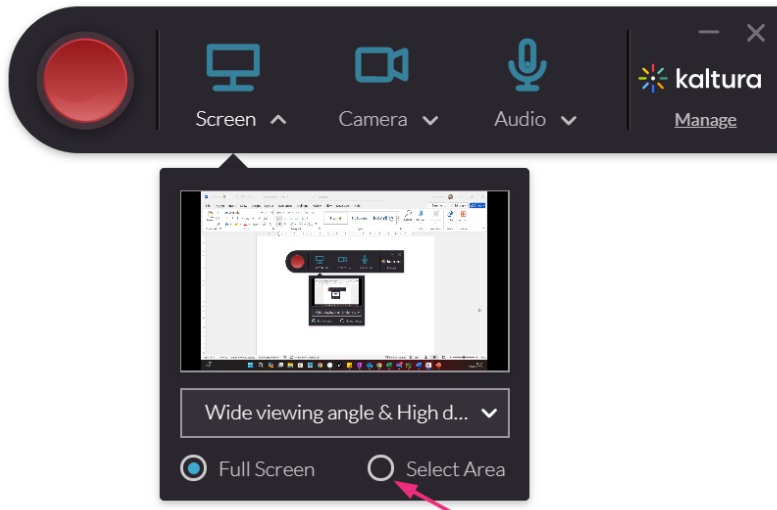 kaltura
Screen
Camera
Audio
Manage
Wide viewing angle & High d...
Full Screen
Select Area